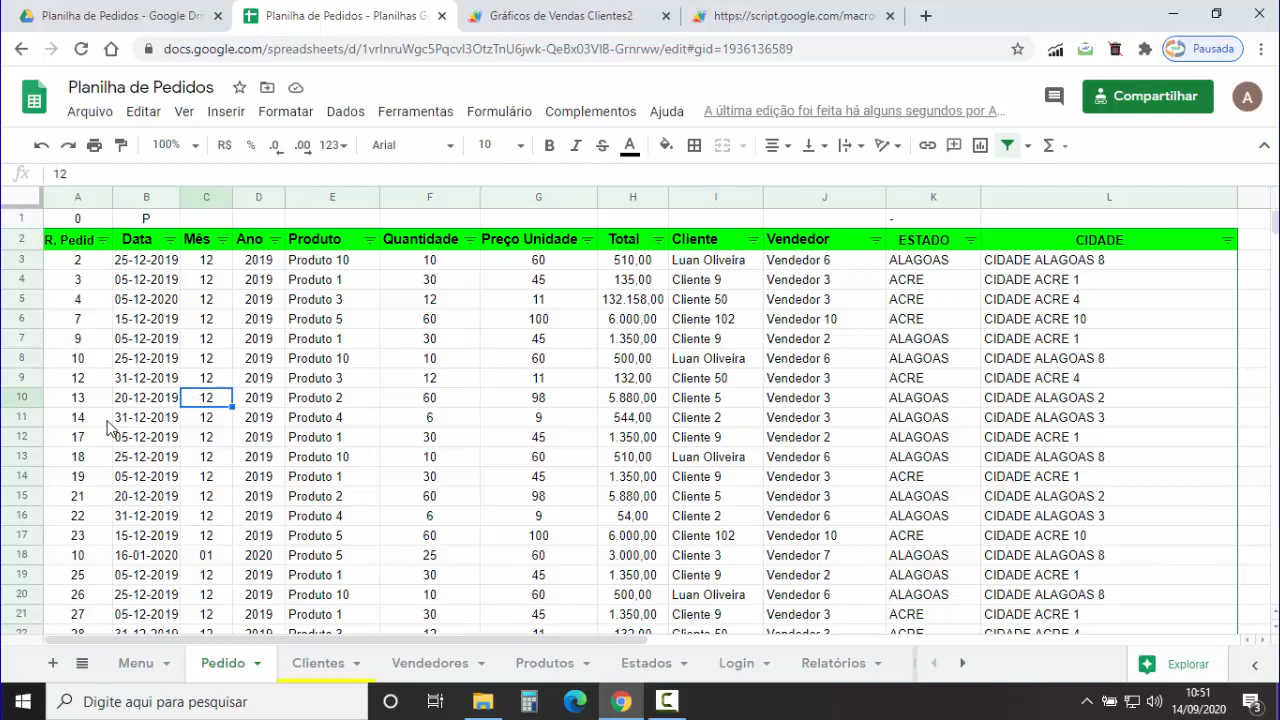 Planilha de Pedidos - Google Dri
Planilha de Pedidos - Planilhas G
Gráficos de Vendas Clientes2
https://script.google.com/macro
docs.google.com/spreadsheets/d/1vrInruWgc5Pqcvl3OtzTnU6jwk-QeBx03VIB-Grnrww/edit#gid=1936136589
Pausada
Planilha de Pedidos
Arquivo Editar Ver Inserir Formatar Dados Ferramentas Formulário Complementos Ajuda A última edição foi feita há alguns segundos por A...
Compartilhar
A
100% R$ % .0 .00 123 Arial 10 B I S A Σ
fx 12
A B C D E F G H I J K L
1 0 P -
2 R. Pedid Data Mês Ano Produto Quantidade Preço Unidade Total Cliente Vendedor ESTADO CIDADE
3 2 25-12-2019 12 2019 Produto 10 10 60 510,00 Luan Oliveira Vendedor 6 ALAGOAS CIDADE ALAGOAS 8
4 3 05-12-2019 12 2019 Produto 1 30 45 135,00 Cliente 9 Vendedor 3 ACRE CIDADE ACRE 1
5 4 05-12-2020 12 2019 Produto 3 12 11 132.158,00 Cliente 50 Vendedor 3 ACRE CIDADE ACRE 4
6 7 15-12-2019 12 2019 Produto 5 60 100 6.000,00 Cliente 102 Vendedor 10 ACRE CIDADE ACRE 10
7 9 05-12-2019 12 2019 Produto 1 30 45 1.350,00 Cliente 9 Vendedor 2 ALAGOAS CIDADE ACRE 1
8 10 25-12-2019 12 2019 Produto 10 10 60 500,00 Luan Oliveira Vendedor 6 ALAGOAS CIDADE ALAGOAS 8
9 12 31-12-2019 12 2019 Produto 3 12 11 132,00 Cliente 50 Vendedor 3 ACRE CIDADE ACRE 4
10 13 20-12-2019 12 2019 Produto 2 60 98 5.880,00 Cliente 5 Vendedor 3 ALAGOAS CIDADE ALAGOAS 2
11 14 31-12-2019 12 2019 Produto 4 6 9 544,00 Cliente 2 Vendedor 6 ALAGOAS CIDADE ALAGOAS 3
12 17 05-12-2019 12 2019 Produto 1 30 45 1.350,00 Cliente 9 Vendedor 2 ALAGOAS CIDADE ACRE 1
13 18 25-12-2019 12 2019 Produto 10 10 60 510,00 Luan Oliveira Vendedor 6 ALAGOAS CIDADE ALAGOAS 8
14 19 05-12-2019 12 2019 Produto 1 30 45 1.350,00 Cliente 9 Vendedor 3 ACRE CIDADE ACRE 1
15 21 20-12-2019 12 2019 Produto 2 60 98 5.880,00 Cliente 5 Vendedor 3 ALAGOAS CIDADE ALAGOAS 2
16 22 31-12-2019 12 2019 Produto 4 6 9 54,00 Cliente 2 Vendedor 6 ALAGOAS CIDADE ALAGOAS 3
17 23 15-12-2019 12 2019 Produto 5 60 100 6.000,00 Cliente 102 Vendedor 10 ACRE CIDADE ACRE 10
18 10 16-01-2020 01 2020 Produto 5 25 60 3.000,00 Cliente 3 Vendedor 7 ALAGOAS CIDADE ALAGOAS 8
19 25 05-12-2019 12 2019 Produto 1 30 45 1.350,00 Cliente 9 Vendedor 2 ALAGOAS CIDADE ACRE 1
20 26 25-12-2019 12 2019 Produto 10 10 60 500,00 Luan Oliveira Vendedor 6 ALAGOAS CIDADE ALAGOAS 8
21 27 05-12-2019 12 2019 Produto 1 30 45 1.350,00 Cliente 9 Vendedor 3 ACRE CIDADE ACRE 1
22 28 31-12-2019 12 2019 Produto 3 12 11 132,00 Cliente 50 Vendedor 3 ACRE CIDADE ACRE 4
Menu Pedido Clientes Vendedores Produtos Estados Login Relatórios
Explorar
Digite aqui para pesquisar
10:51
14/09/2020
3